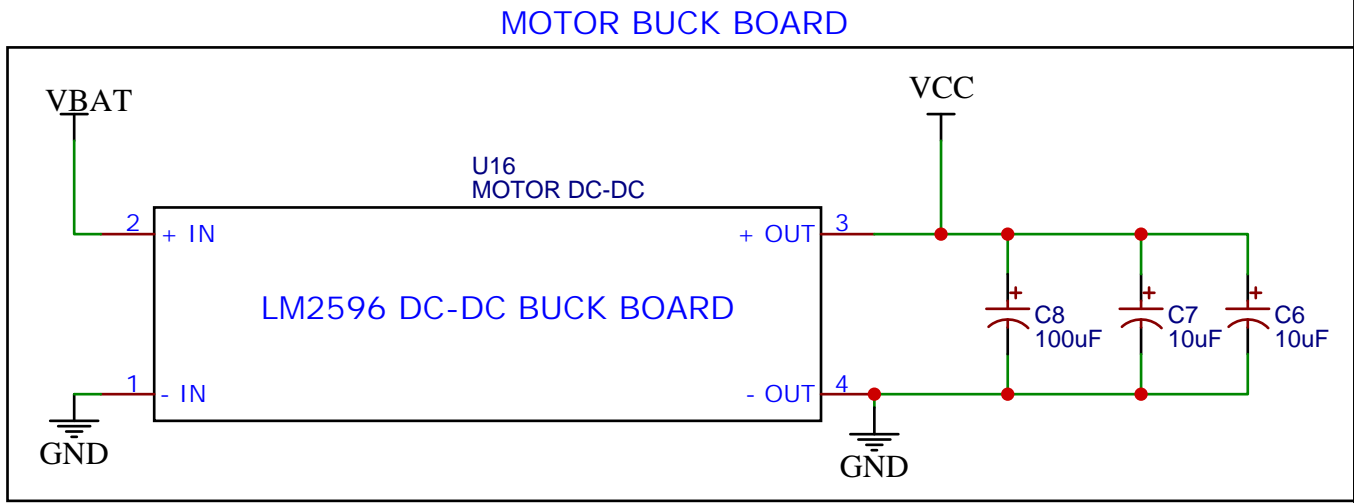 MOTOR BUCK BOARD
VBAT
VCC
U16
MOTOR DC-DC
2
+ IN
+ OUT
3
LM2596 DC-DC BUCK BOARD
+
C8
100uF
+
C7
10uF
+
C6
10uF
1
- IN
- OUT
4
GND
GND